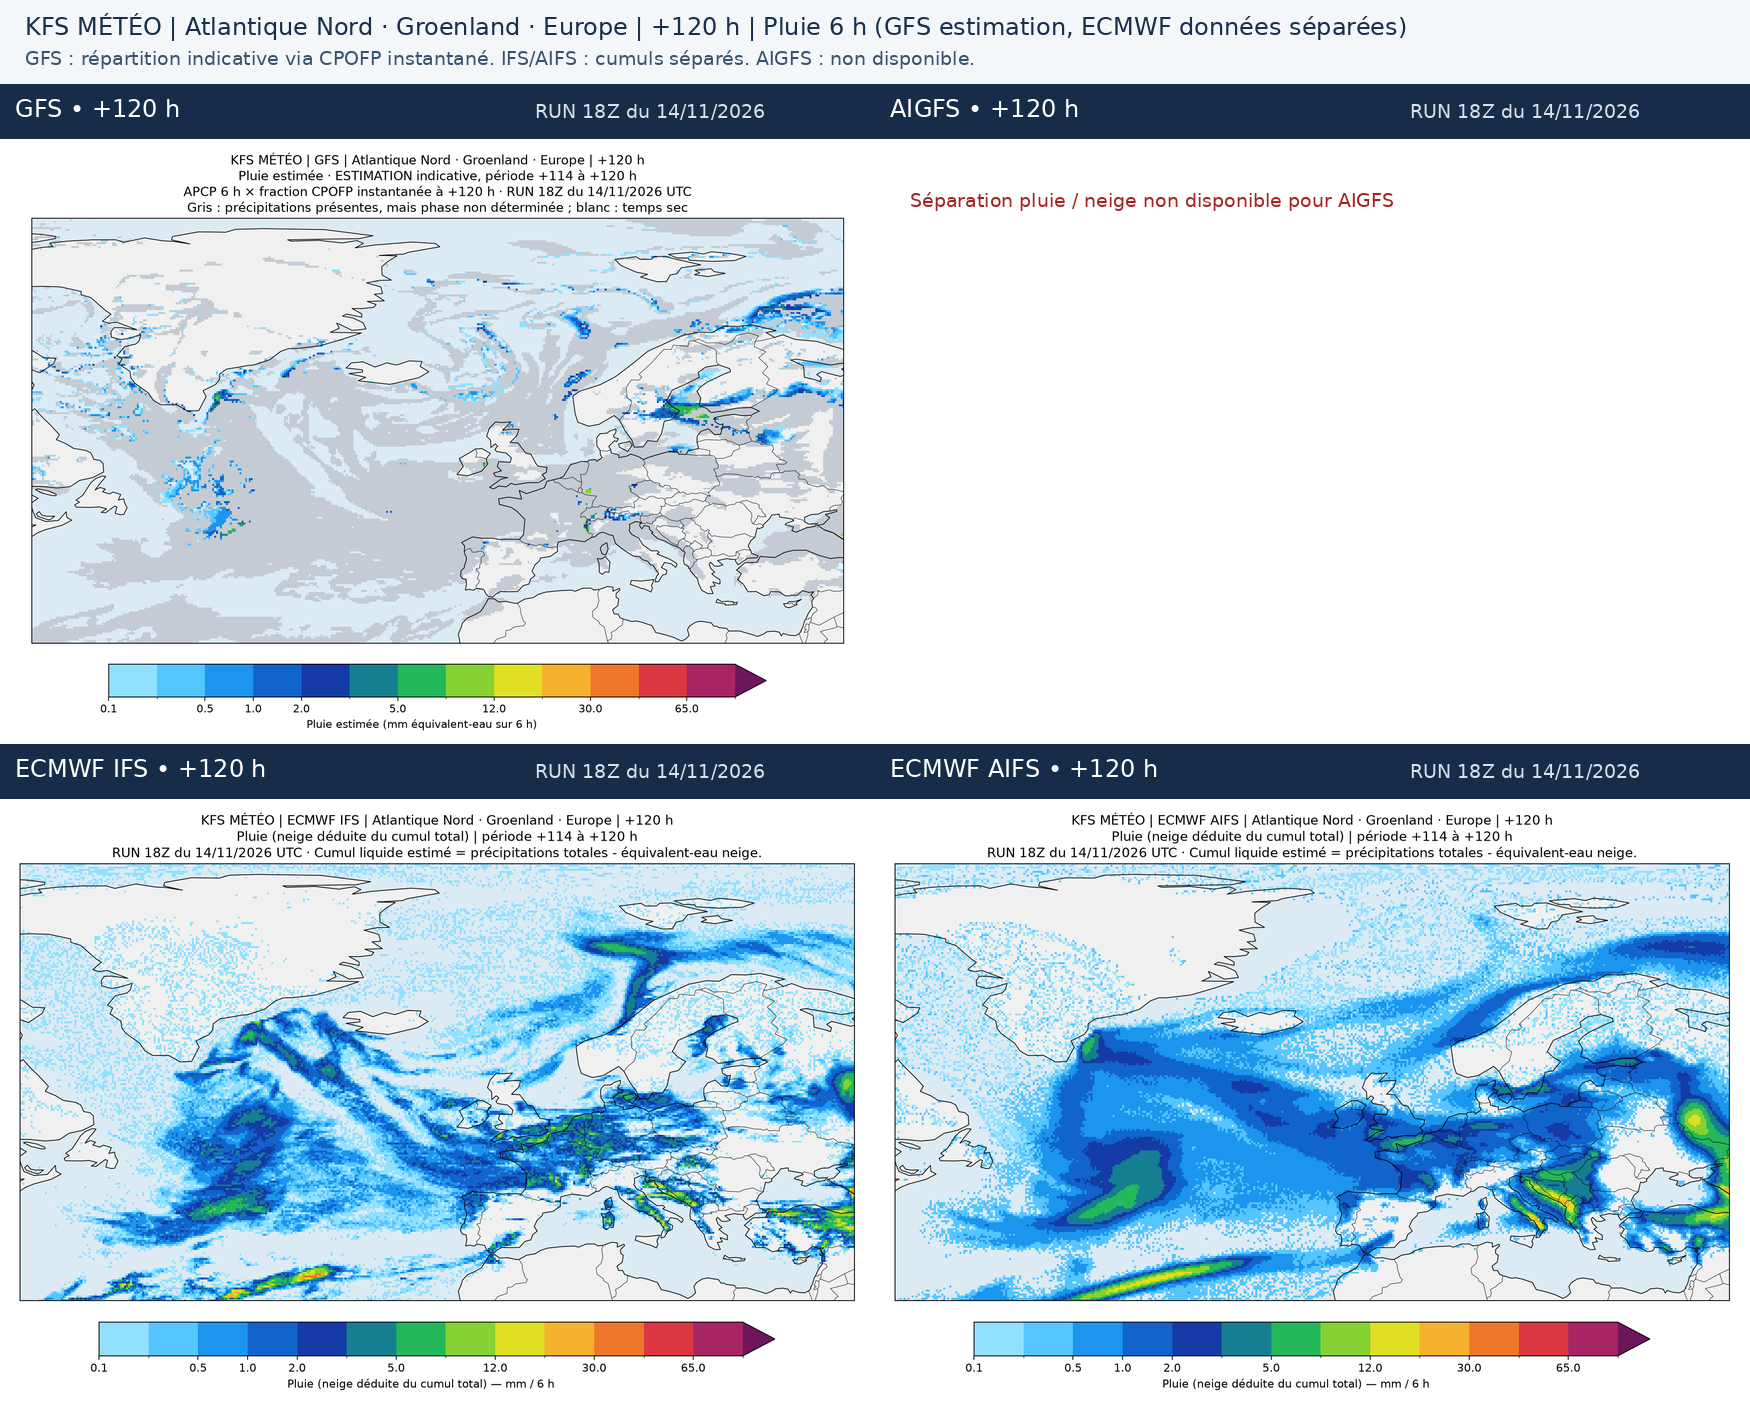 KFS MÉTÉO | Atlantique Nord · Groenland · Europe | +120 h | Pluie 6 h (GFS estimation, ECMWF données séparées)
GFS : répartition indicative via CPOFP instantané. IFS/AIFS : cumuls séparés. AIGFS : non disponible.
GFS • +120 h
RUN 18Z du 14/11/2026
AIGFS • +120 h
RUN 18Z du 14/11/2026
KFS MÉTÉO | GFS | Atlantique Nord · Groenland · Europe | +120 h
Pluie estimée · ESTIMATION indicative, période +114 à +120 h
APCP 6 h × fraction CPOFP instantanée à +120 h · RUN 18Z du 14/11/2026 UTC
Gris : précipitations présentes, mais phase non déterminée ; blanc : temps sec
Séparation pluie / neige non disponible pour AIGFS
0.1 0.5 1.0 2.0 5.0 12.0 30.0 65.0
Pluie estimée (mm équivalent-eau sur 6 h)
ECMWF IFS • +120 h
RUN 18Z du 14/11/2026
ECMWF AIFS • +120 h
RUN 18Z du 14/11/2026
KFS MÉTÉO | ECMWF IFS | Atlantique Nord · Groenland · Europe | +120 h
Pluie (neige déduite du cumul total) | période +114 à +120 h
RUN 18Z du 14/11/2026 UTC · Cumul liquide estimé = précipitations totales - équivalent-eau neige.
0.1 0.5 1.0 2.0 5.0 12.0 30.0 65.0
Pluie (neige déduite du cumul total) — mm / 6 h
KFS MÉTÉO | ECMWF AIFS | Atlantique Nord · Groenland · Europe | +120 h
Pluie (neige déduite du cumul total) | période +114 à +120 h
RUN 18Z du 14/11/2026 UTC · Cumul liquide estimé = précipitations totales - équivalent-eau neige.
0.1 0.5 1.0 2.0 5.0 12.0 30.0 65.0
Pluie (neige déduite du cumul total) — mm / 6 h